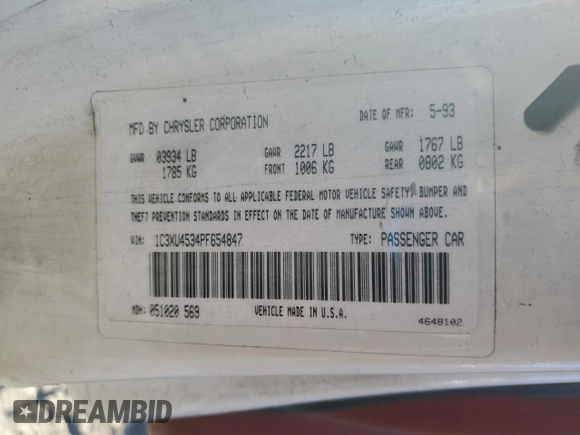 MFD BY CHRYSLER CORPORATION DATE OF MFR: 5-93
GVWR 03934 LB GAWR 2217 LB GAWR 1767 LB
1785 KG FRONT 1006 KG REAR 0802 KG
THIS VEHICLE CONFORMS TO ALL APPLICABLE FEDERAL MOTOR VEHICLE SAFETY, BUMPER AND
THEFT PREVENTION STANDARDS IN EFFECT ON THE DATE OF MANUFACTURE SHOWN ABOVE.
VIN: 1C3XU4534PF654847 TYPE: PASSENGER CAR
MDH: 051020 569 VEHICLE MADE IN U.S.A. 4648102
DREAMBID